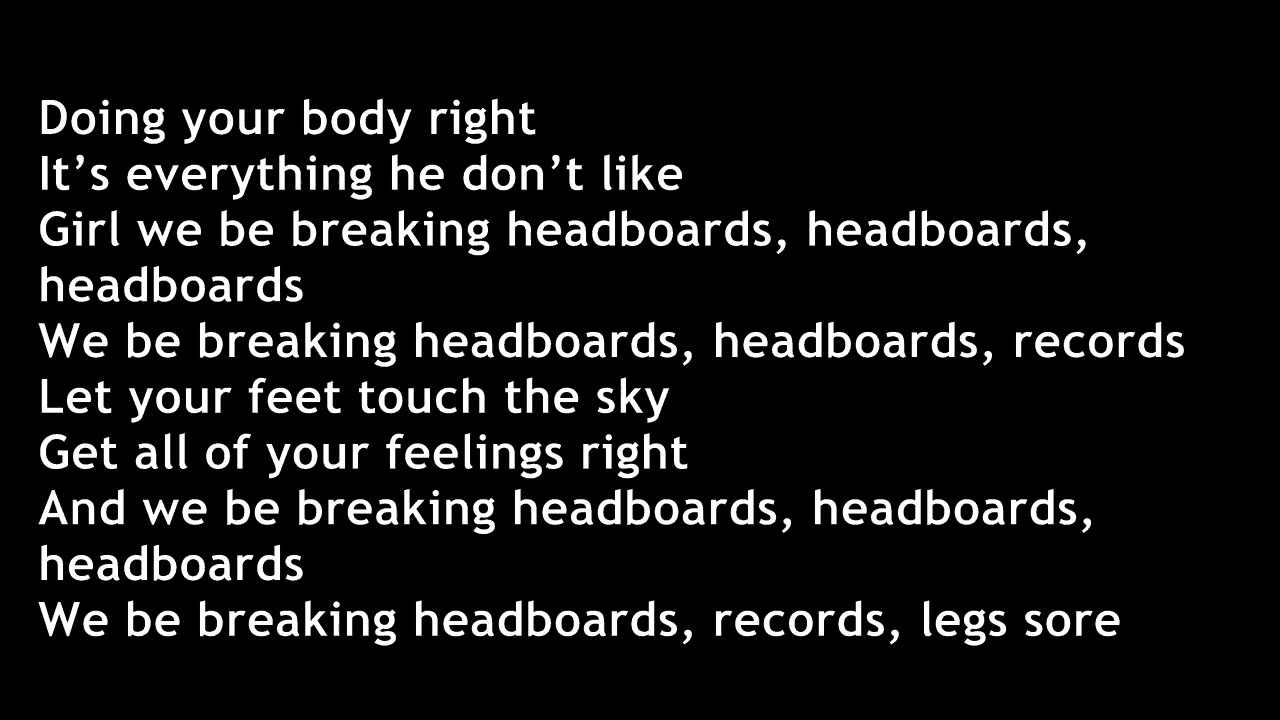 Doing your body right
It’s everything he don’t like
Girl we be breaking headboards, headboards,
headboards
We be breaking headboards, headboards, records
Let your feet touch the sky
Get all of your feelings right
And we be breaking headboards, headboards,
headboards
We be breaking headboards, records, legs sore